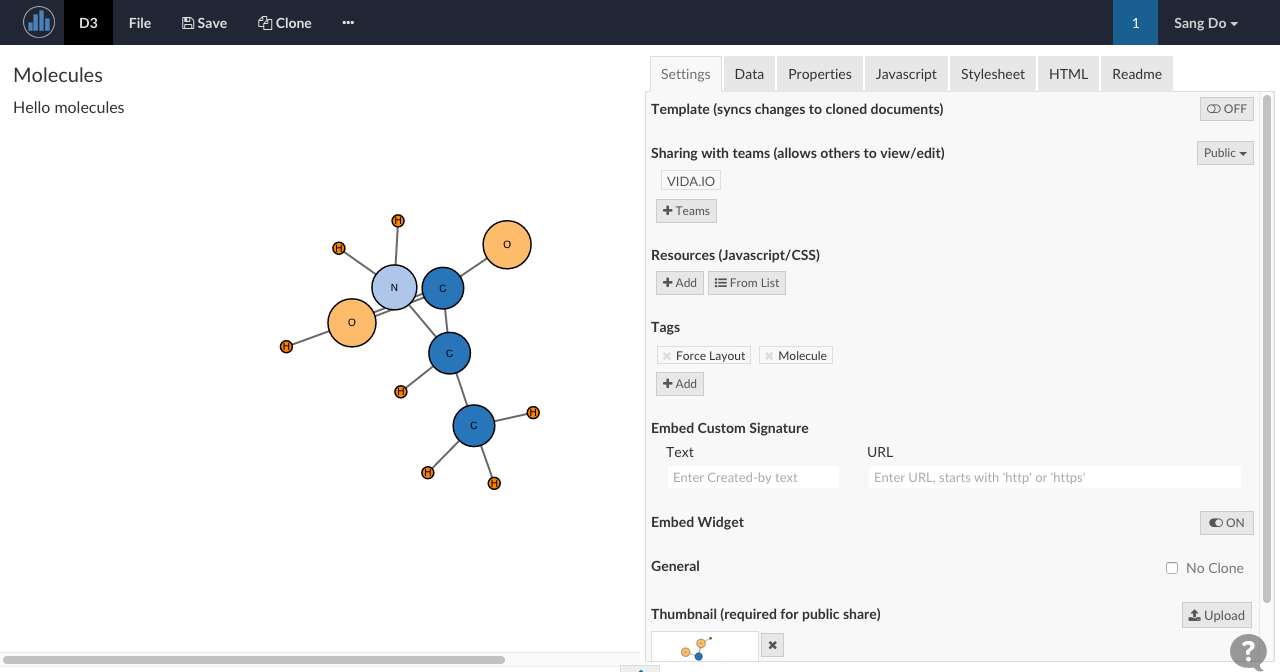 D3 File Save Clone ··· 1 Sang Do
Molecules
Hello molecules
H
H
O
N
C
O
H
C
H
H
C
H
H
Settings Data Properties Javascript Stylesheet HTML Readme
Template (syncs changes to cloned documents) OFF
Sharing with teams (allows others to view/edit) Public
VIDA.IO
Teams
Resources (Javascript/CSS)
Add From List
Tags
Force Layout Molecule
Add
Embed Custom Signature
Text URL
Enter Created-by text Enter URL, starts with 'http' or 'https'
Embed Widget ON
General No Clone
Thumbnail (required for public share) Upload
?